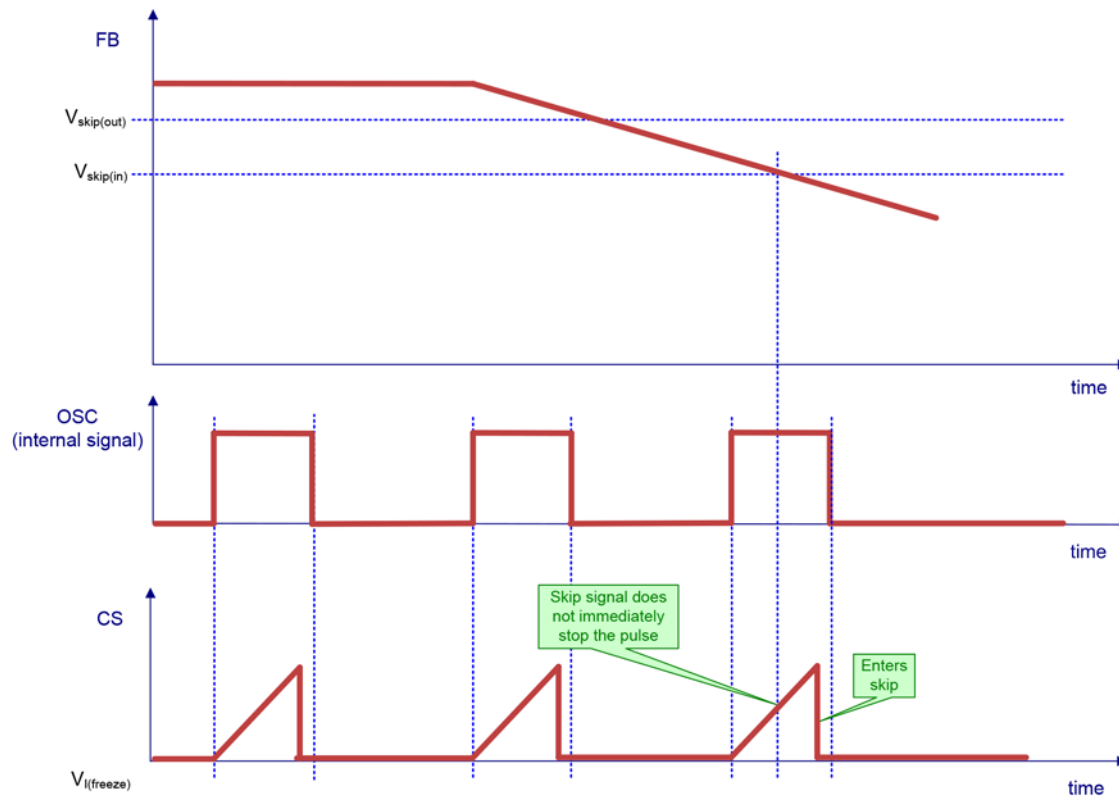 FB
Vskip(out)
Vskip(in)
time
OSC
(internal signal)
time
Skip signal does
not immediately
stop the pulse
CS
Enters
skip
VI(freeze)
time